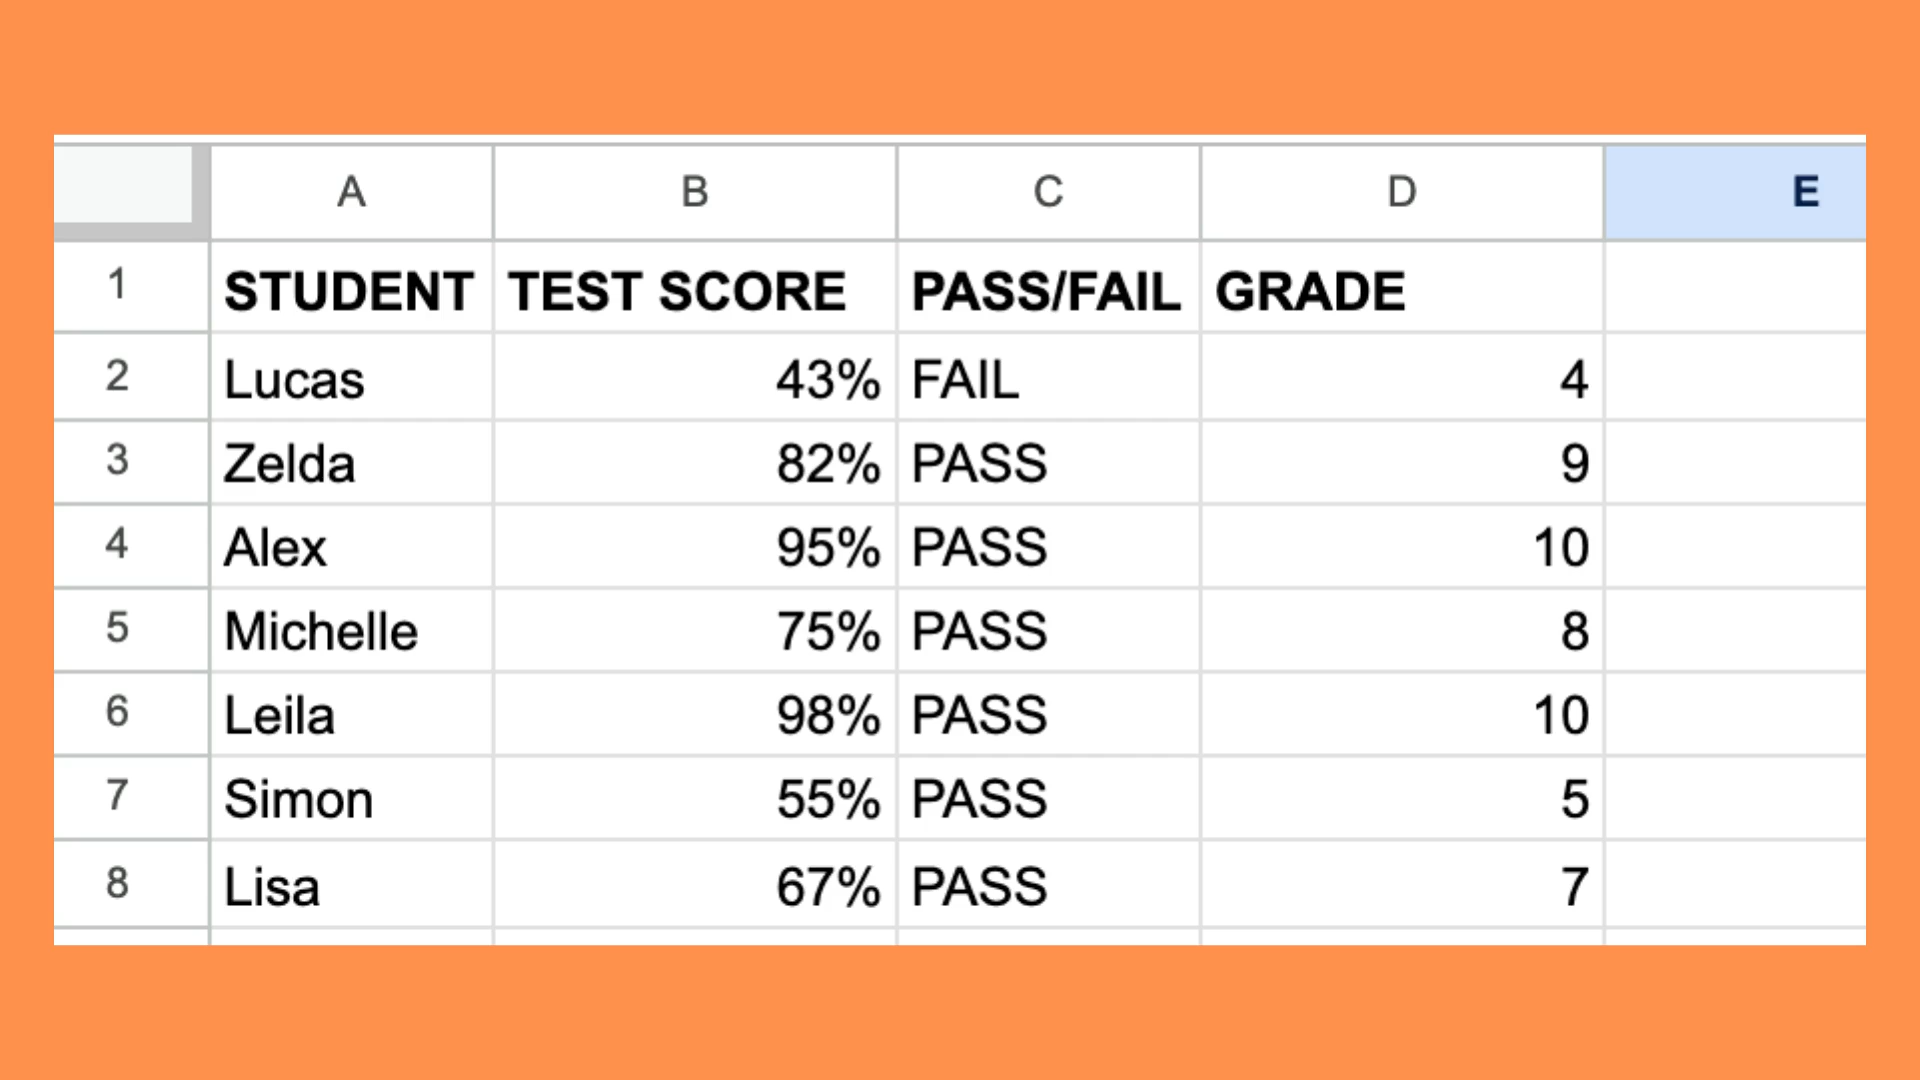 A B C D E
1 STUDENT TEST SCORE PASS/FAIL GRADE
2 Lucas 43% FAIL 4
3 Zelda 82% PASS 9
4 Alex 95% PASS 10
5 Michelle 75% PASS 8
6 Leila 98% PASS 10
7 Simon 55% PASS 5
8 Lisa 67% PASS 7